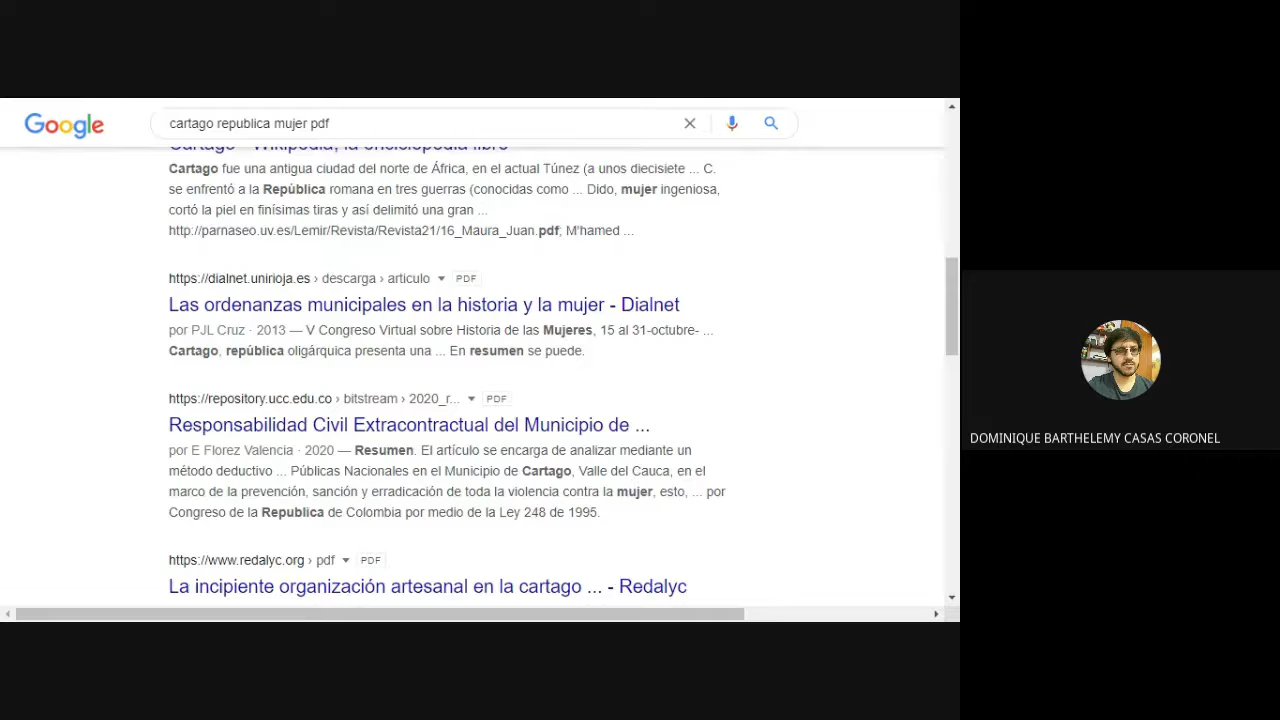 Google
cartago republica mujer pdf
Cartago - Wikipedia, la enciclopedia libre
Cartago fue una antigua ciudad del norte de África, en el actual Túnez (a unos diecisiete ... C.
se enfrentó a la República romana en tres guerras (conocidas como ... Dido, mujer ingeniosa,
cortó la piel en finísimas tiras y así delimitó una gran ...
http://parnaseo.uv.es/Lemir/Revista/Revista21/16_Maura_Juan.pdf; M'hamed ...
https://dialnet.unirioja.es › descarga › articulo PDF
Las ordenanzas municipales en la historia y la mujer - Dialnet
por PJL Cruz · 2013 — V Congreso Virtual sobre Historia de las Mujeres, 15 al 31-octubre- ...
Cartago, república oligárquica presenta una ... En resumen se puede.
https://repository.ucc.edu.co › bitstream › 2020_r... PDF
Responsabilidad Civil Extracontractual del Municipio de ...
por E Florez Valencia · 2020 — Resumen. El artículo se encarga de analizar mediante un
método deductivo ... Públicas Nacionales en el Municipio de Cartago, Valle del Cauca, en el
marco de la prevención, sanción y erradicación de toda la violencia contra la mujer, esto, ... por
Congreso de la Republica de Colombia por medio de la Ley 248 de 1995.
https://www.redalyc.org › pdf PDF
La incipiente organización artesanal en la cartago ... - Redalyc
DOMINIQUE BARTHELEMY CASAS CORONEL